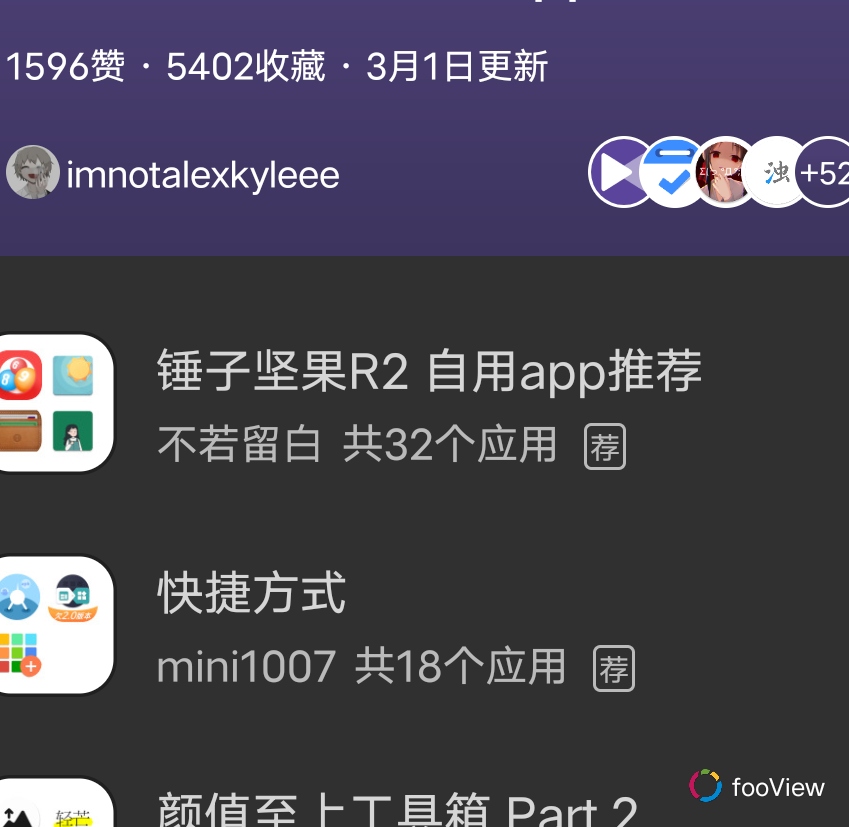 1596赞 · 5402收藏 · 3月1日更新
imnotalexkyleee
浊
+52
锤子坚果R2 自用app推荐
不若留白 共32个应用 荐
快捷方式
mini1007 共18个应用 荐
颜值至上工具箱 Part 2
fooView